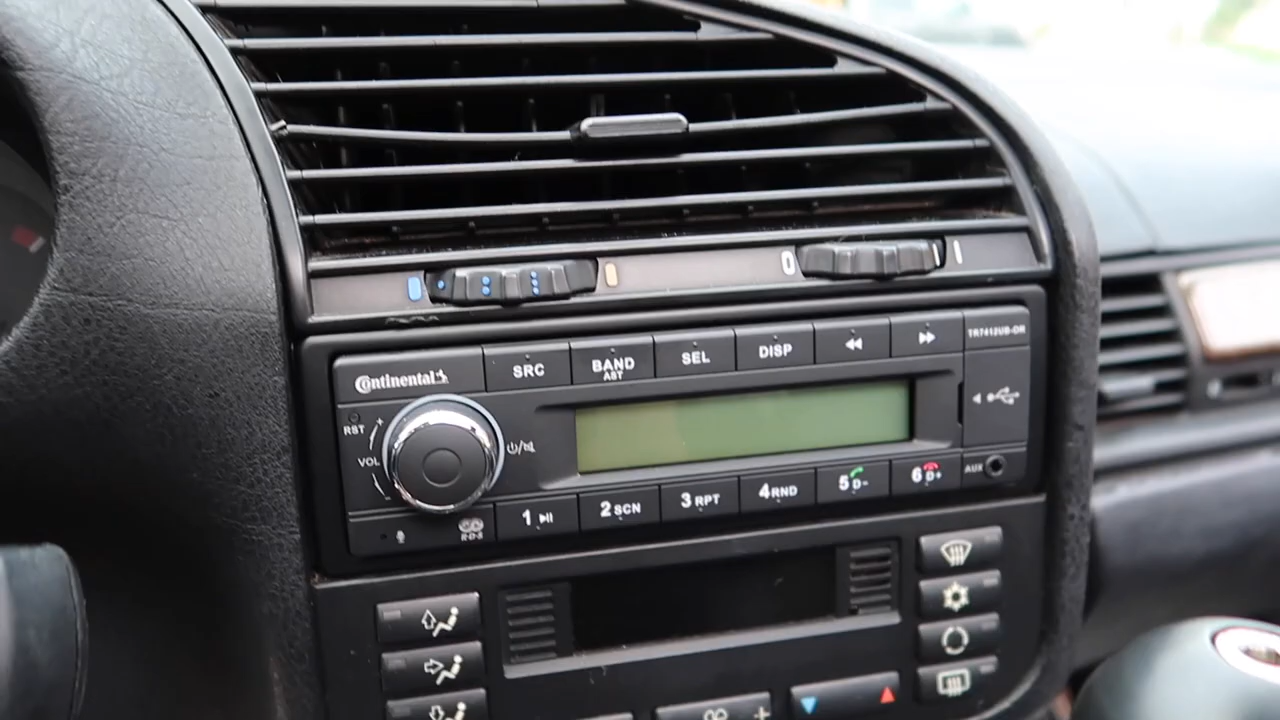 0
TR7412UB-OR
Continental
SRC
BAND
AST
SEL
DISP
RST
VOL
+
1
2 SCN
3 RPT
4 RND
5 D-
6 D+
AUX
R·D·S